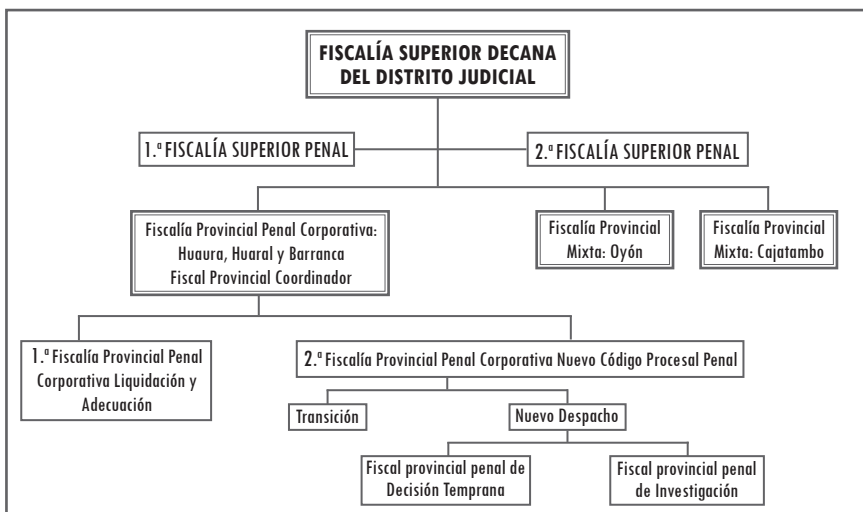 FISCALÍA SUPERIOR DECANA
DEL DISTRITO JUDICIAL
1.ª FISCALÍA SUPERIOR PENAL
2.ª FISCALÍA SUPERIOR PENAL
Fiscalía Provincial Penal Corporativa:
Huaura, Huaral y Barranca
Fiscal Provincial Coordinador
Fiscalía Provincial
Mixta: Oyón
Fiscalía Provincial
Mixta: Cajatambo
1.ª Fiscalía Provincial Penal
Corporativa Liquidación y
Adecuación
2.ª Fiscalía Provincial Penal Corporativa Nuevo Código Procesal Penal
Transición
Nuevo Despacho
Fiscal provincial penal de
Decisión Temprana
Fiscal provincial penal
de Investigación